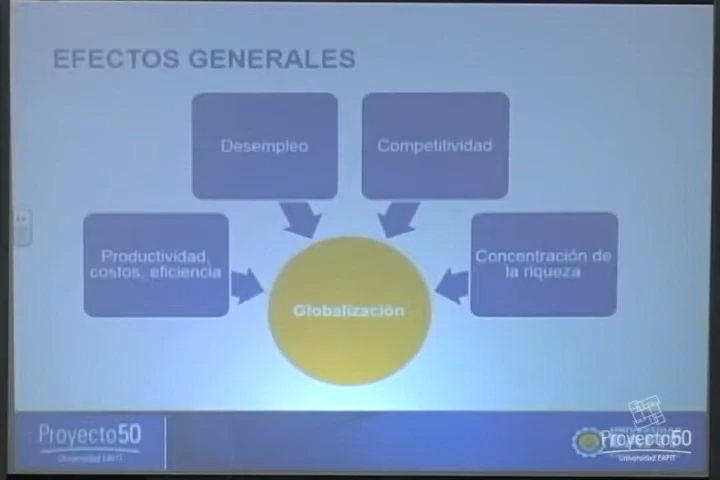 EFECTOS GENERALES
Desempleo
Competitividad
Productividad,
costos, eficiencia
Concentración de
la riqueza
Globalización
Proyecto50
Universidad EAFIT
Proyecto50
Universidad EAFIT